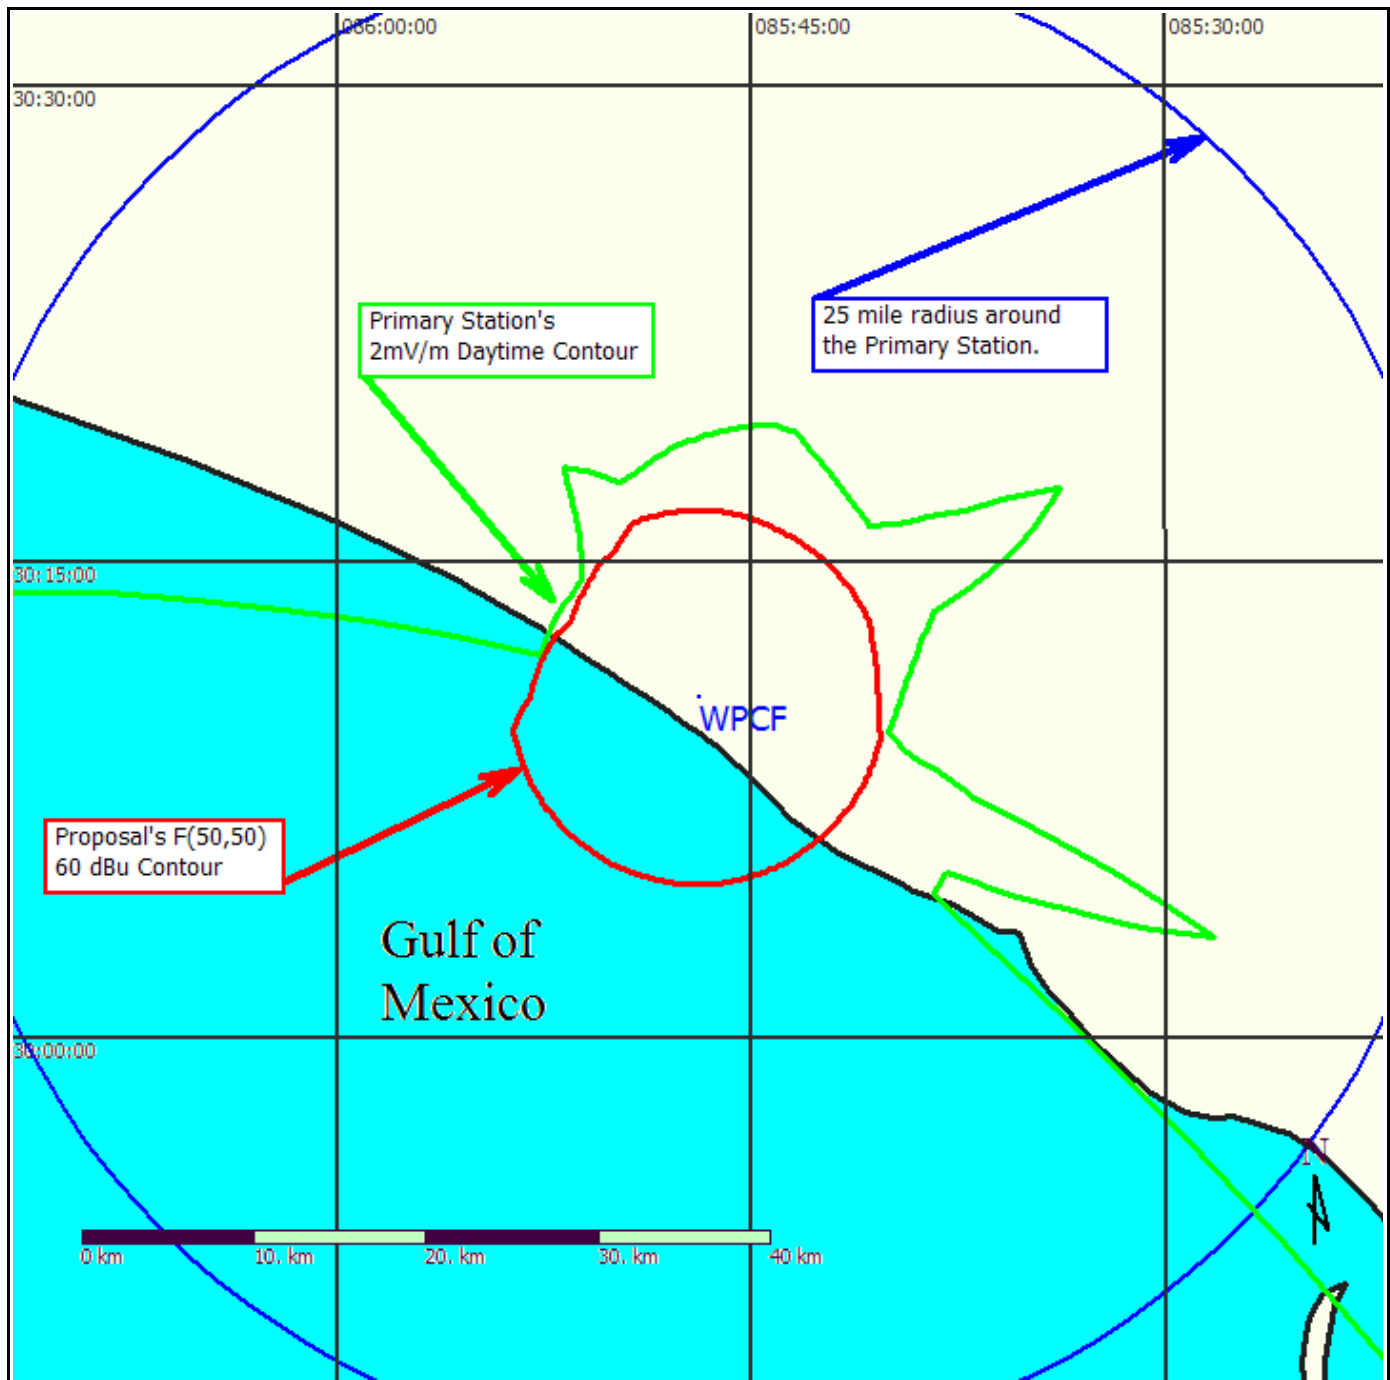 086:00:00
085:45:00
085:30:00
30:30:00
Primary Station's
2mV/m Daytime Contour
25 mile radius around
the Primary Station.
30:15:00
WPCF
Proposal's F(50,50)
60 dBu Contour
Gulf of
Mexico
30:00:00
N
0 km
10. km
20. km
30. km
40 km